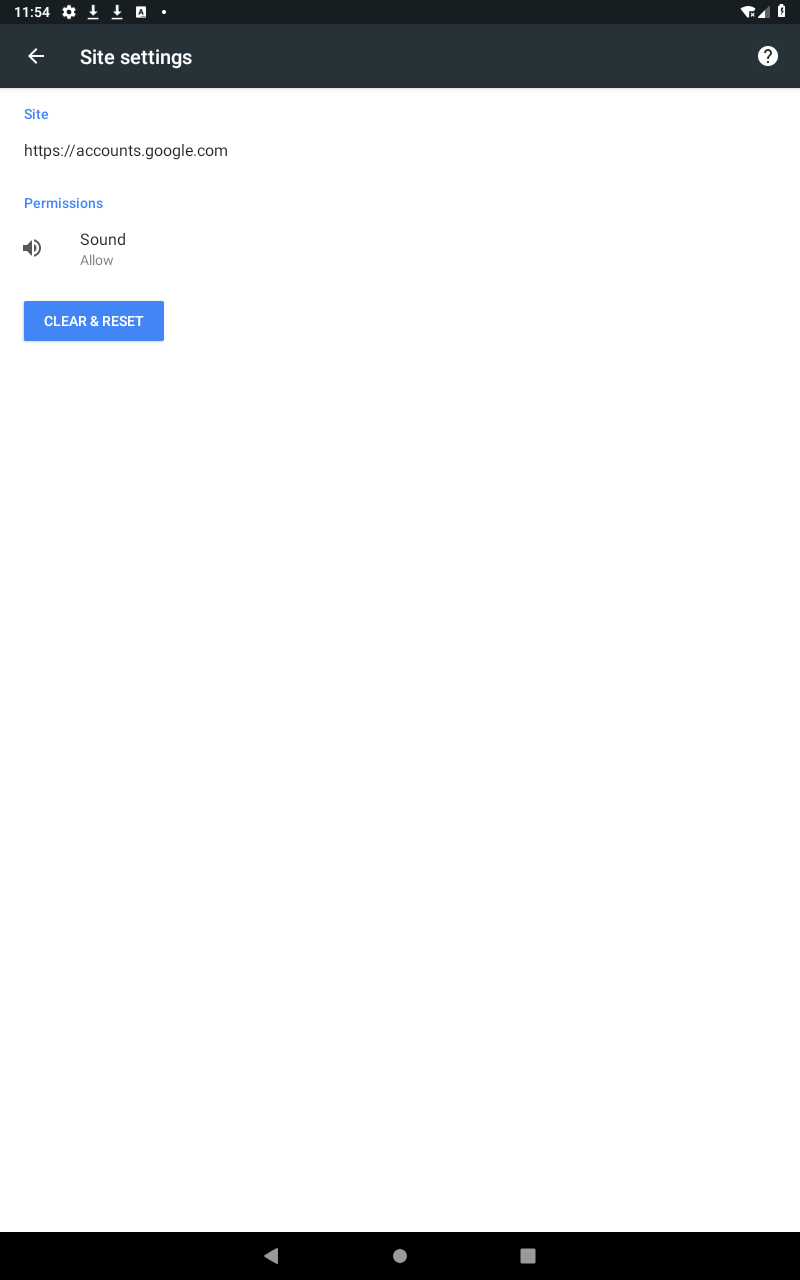 11:54
Site settings
Site
https://accounts.google.com
Permissions
Sound
Allow
CLEAR & RESET